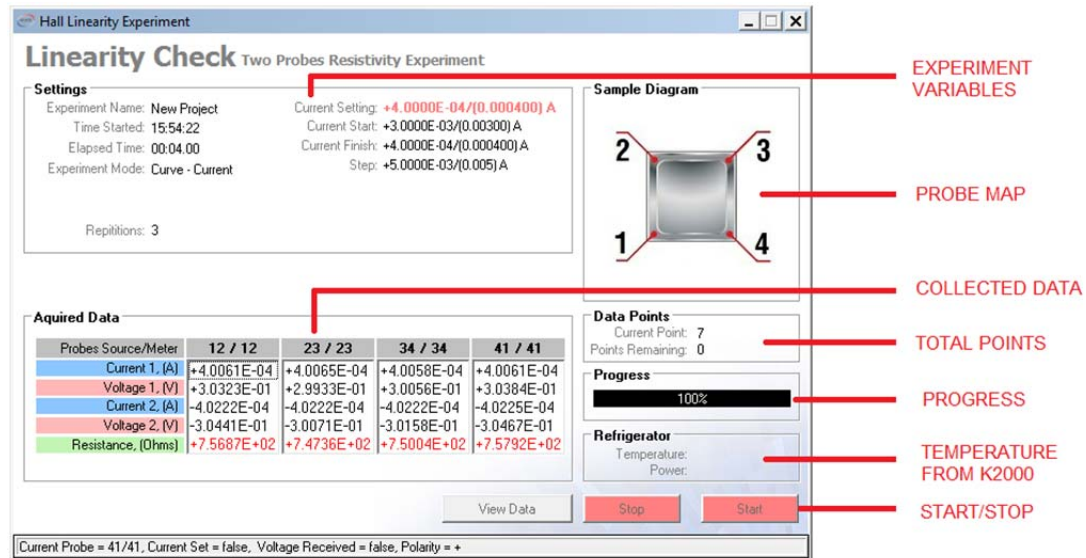 Hall Linearity Experiment
Linearity Check Two Probes Resistivity Experiment
Settings
Experiment Name: New Project
Time Started: 15:54:22
Elapsed Time: 00:04.00
Experiment Mode: Curve - Current
Repititions: 3
Current Setting: +4.0000E-04/(0.000400) A
Current Start: +3.0000E-03/(0.00300) A
Current Finish: +4.0000E-04/(0.000400) A
Step: +5.0000E-03/(0.005) A
Sample Diagram
2 3
1 4
Aquired Data
Probes Source/Meter 12 / 12 23 / 23 34 / 34 41 / 41
Current 1, (A) +4.0061E-04 +4.0065E-04 +4.0058E-04 +4.0061E-04
Voltage 1, (V) +3.0323E-01 +2.9933E-01 +3.0056E-01 +3.0384E-01
Current 2, (A) -4.0222E-04 -4.0222E-04 -4.0222E-04 -4.0225E-04
Voltage 2, (V) -3.0441E-01 -3.0071E-01 -3.0158E-01 -3.0467E-01
Resistance, (Ohms) +7.5687E+02 +7.4736E+02 +7.5004E+02 +7.5792E+02
Data Points
Current Point: 7
Points Remaining: 0
Progress
100%
Refrigerator
Temperature:
Power:
View Data Stop Start
Current Probe = 41/41, Current Set = false, Voltage Received = false, Polarity = +
EXPERIMENT
VARIABLES
PROBE MAP
COLLECTED DATA
TOTAL POINTS
PROGRESS
TEMPERATURE
FROM K2000
START/STOP